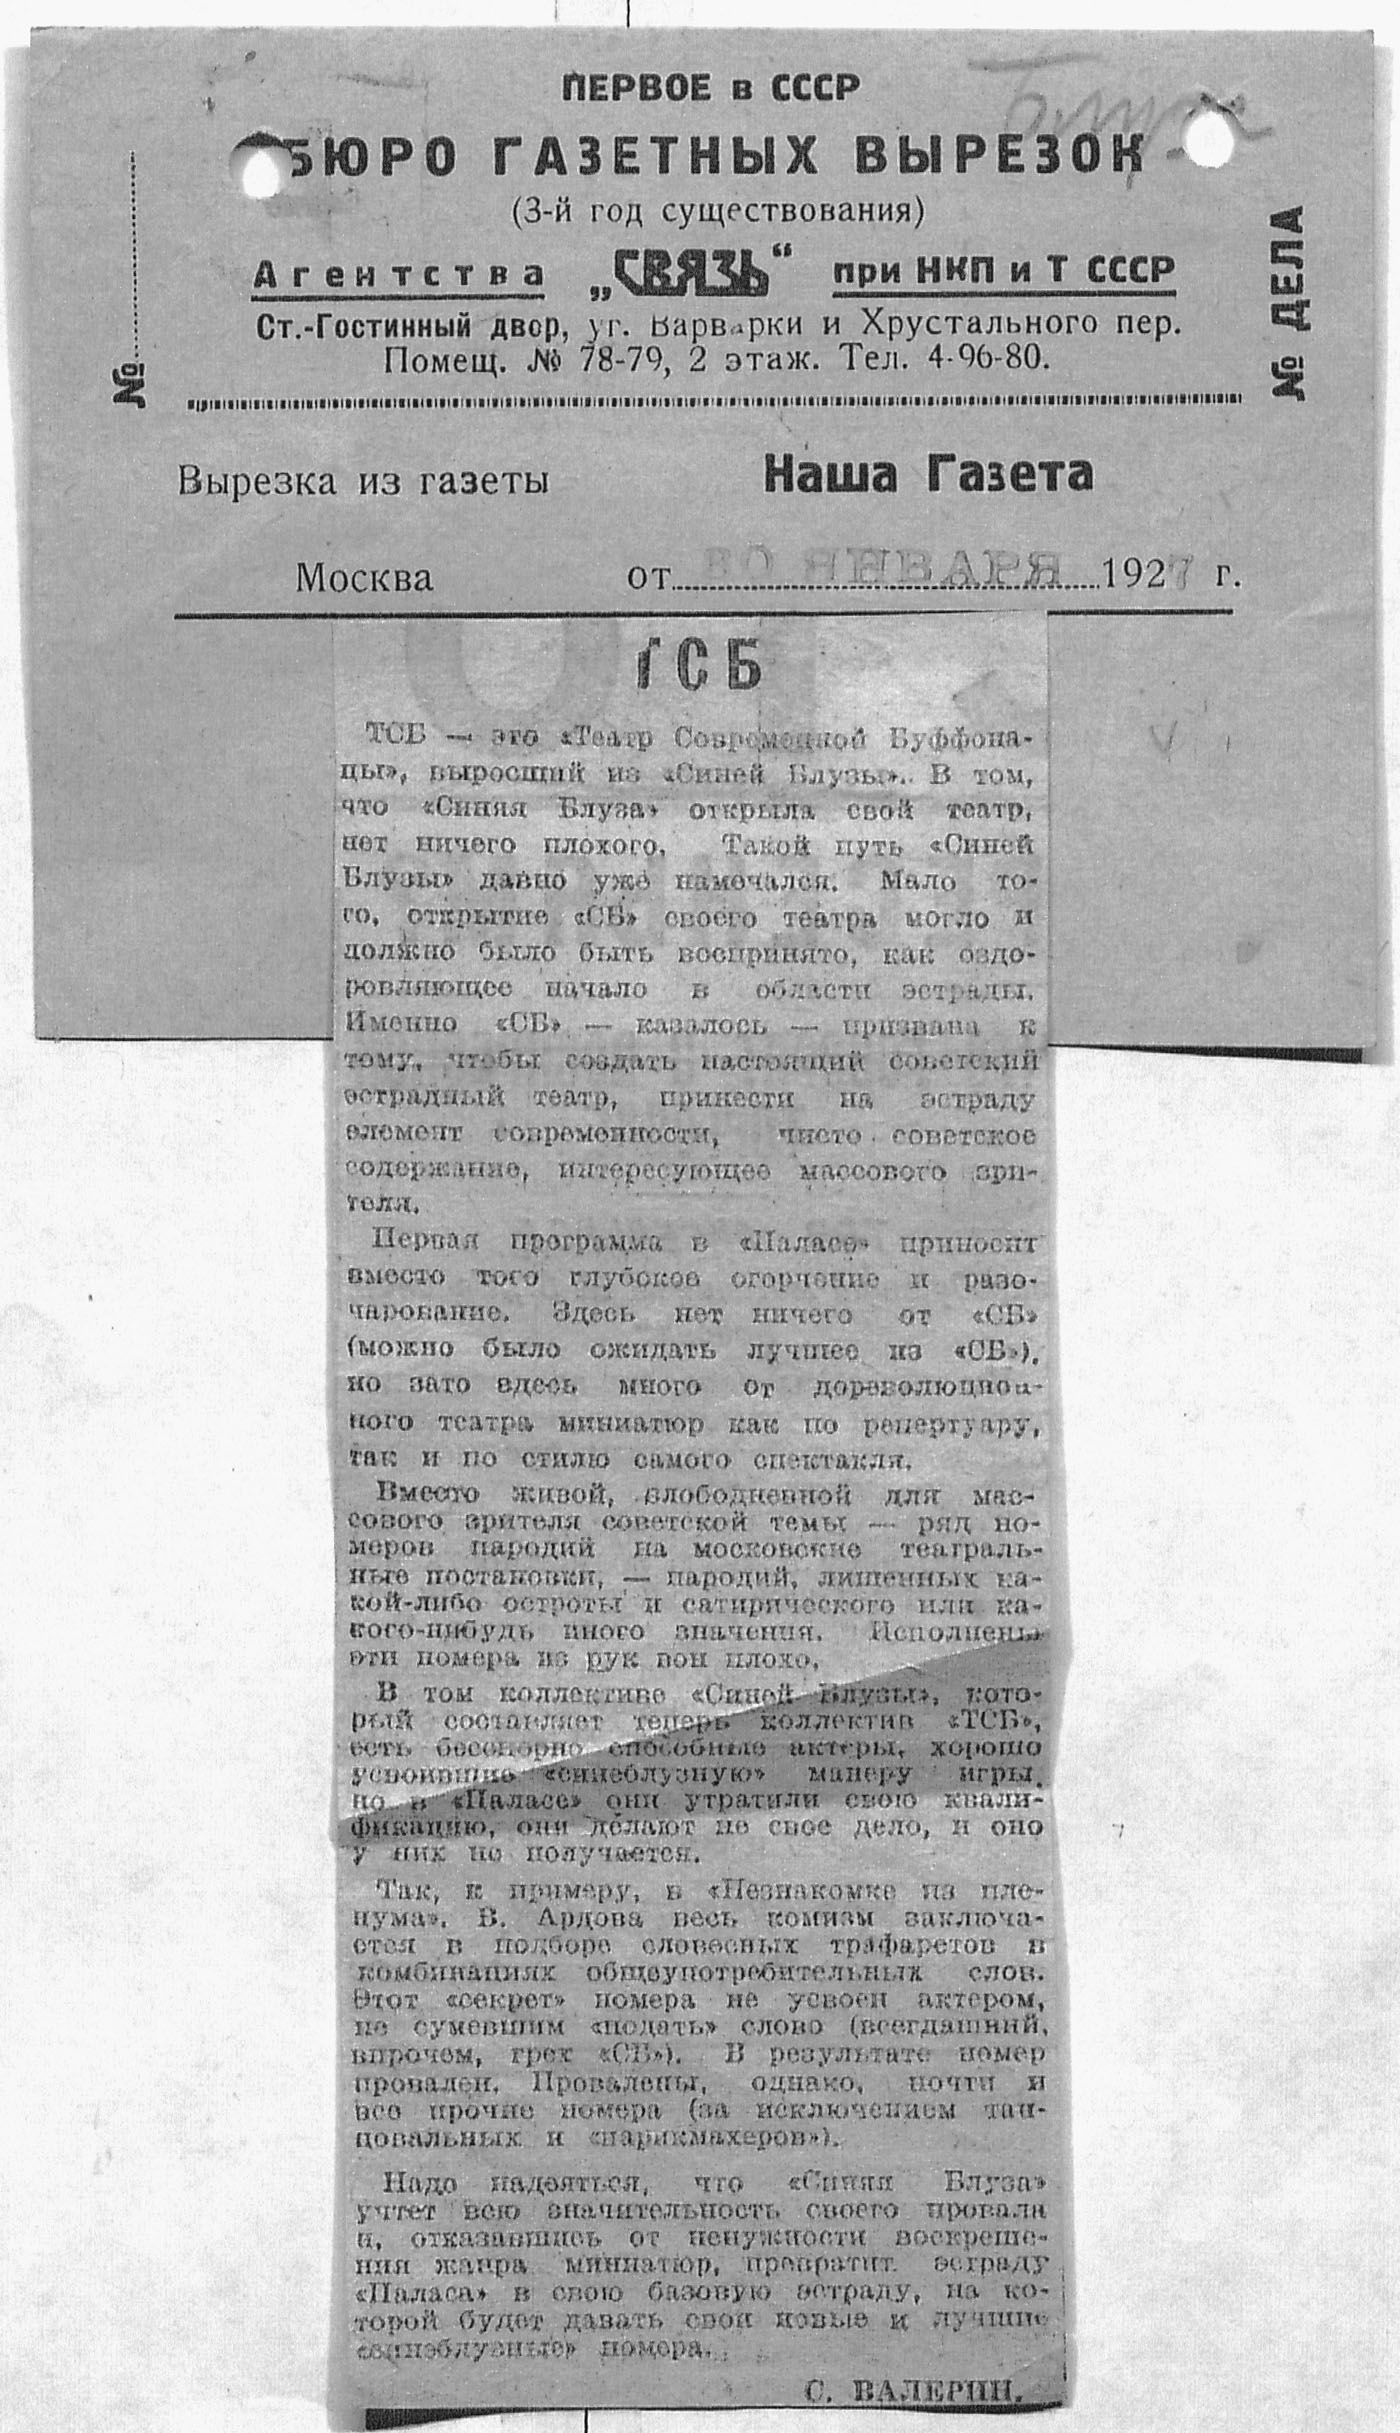 ПЕРВОЕ в СССР
БЮРО ГАЗЕТНЫХ ВЫРЕЗОК
(3-й год существования)
Агентства „СВЯЗЬ“ при НКП и Т СССР
Ст.-Гостинный двор, уг. Варварки и Хрустального пер.
Помещ. № 78-79, 2 этаж. Тел. 4-96-80.
№
№ ДЕЛА
Вырезка из газеты Наша Газета
Москва от 30 ЯНВАРЯ 1927 г.
ТСБ
ТСБ — это «Театр Современной Буффона-
цы», выросший из «Синей Блузы». В том,
что «Синяя Блуза» открыла свой театр,
нет ничего плохого. Такой путь «Синей
Блузы» давно уже намечался. Мало то-
го, открытие «СБ» своего театра могло и
должно было быть воспринято, как оздо-
ровляющее начало в области эстрады.
Именно «СБ» — казалось — призвана к
тому, чтобы создать настоящий советский
эстрадный театр, принести на эстраду
элемент современности, чисто советское
содержание, интересующее массового зри-
теля.
Первая программа в «Паласе» приносит
вместо того глубокое огорчение и разо-
чарование. Здесь нет ничего от «СБ»
(можно было ожидать лучшее из «СБ»),
но зато здесь много от дореволюцион-
ного театра миниатюр как по репертуару,
так и по стилю самого спектакля.
Вместо живой, злободневной для мас-
сового зрителя советской темы — ряд но-
меров пародий на московские театраль-
ные постановки, — пародий, лишенных ка-
кой-либо остроты и сатирического или ка-
кого-нибудь иного значения. Исполнены
эти номера из рук вон плохо.
В том коллективе «Синей Блузы», кото-
рый составляет теперь коллектив «ТСБ»,
есть бесспорно способные актеры, хорошо
усвоившие «синеблузную» манеру игры,
но в «Паласе» они утратили свою квали-
фикацию, они делают не свое дело, и оно
у них не получается.
Так, к примеру, в «Незнакомке из пле-
нума». В. Ардова весь комизм заключа-
ется в подборе словесных трафаретов в
комбинациях общеупотребительных слов.
Этот «секрет» номера не усвоен актером,
не сумевшим «подать» слово (всегдашний,
впрочем, грех «СБ»). В результате номер
провален. Провалены, однако, почти и
все прочие номера (за исключением тан-
цовальных и «парикмахеров»).
Надо надеяться, что «Синяя Блуза»
учтет всю значительность своего провала
и, отказавшись от ненужности воскреше-
ния жанра миниатюр, превратит эстраду
«Паласа» в свою базовую эстраду, на ко-
торой будет давать свои новые и лучшие
«синеблузные» номера.
С. ВАЛЕРИН.